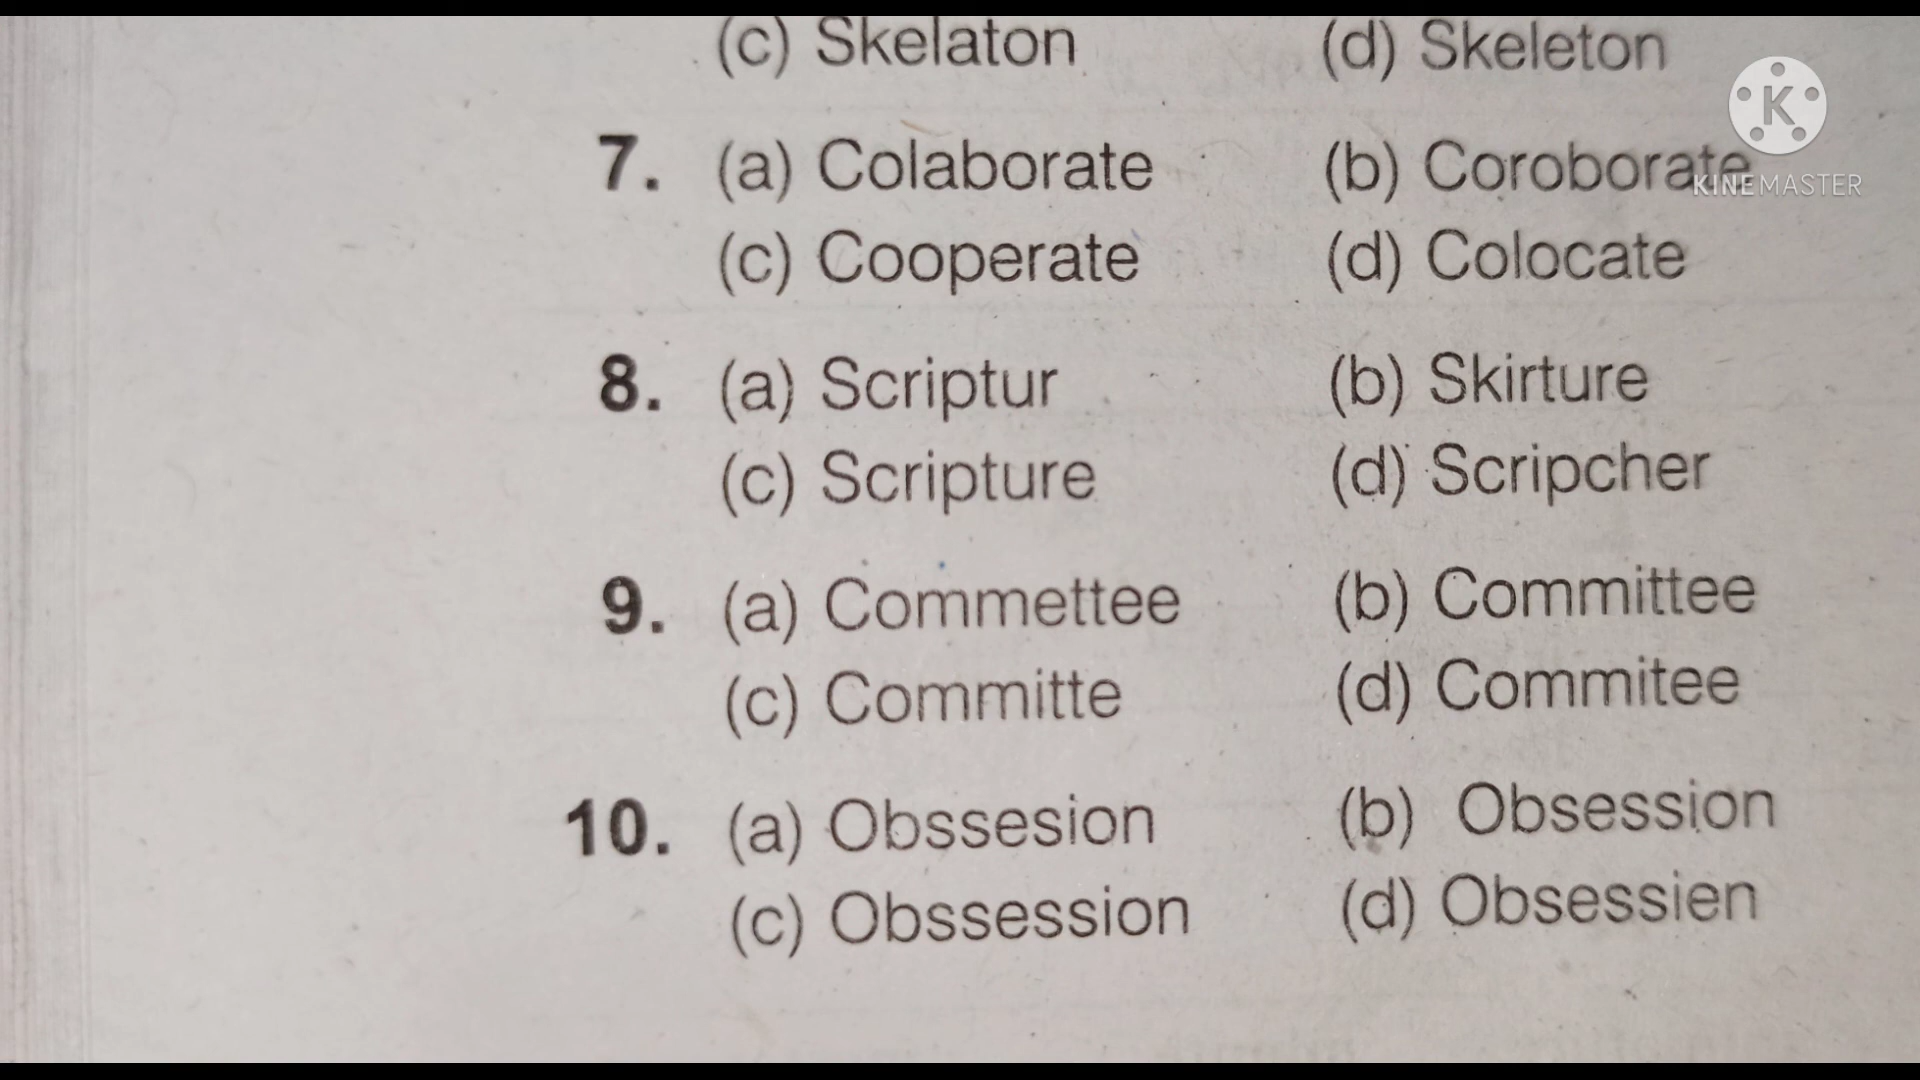 (c) Skelaton (d) Skeleton
7. (a) Colaborate (b) Coroborate
(c) Cooperate (d) Colocate
8. (a) Scriptur (b) Skirture
(c) Scripture (d) Scripcher
9. (a) Commettee (b) Committee
(c) Committe (d) Commitee
10. (a) Obssesion (b) Obsession
(c) Obssession (d) Obsessien
K
KINEMASTER